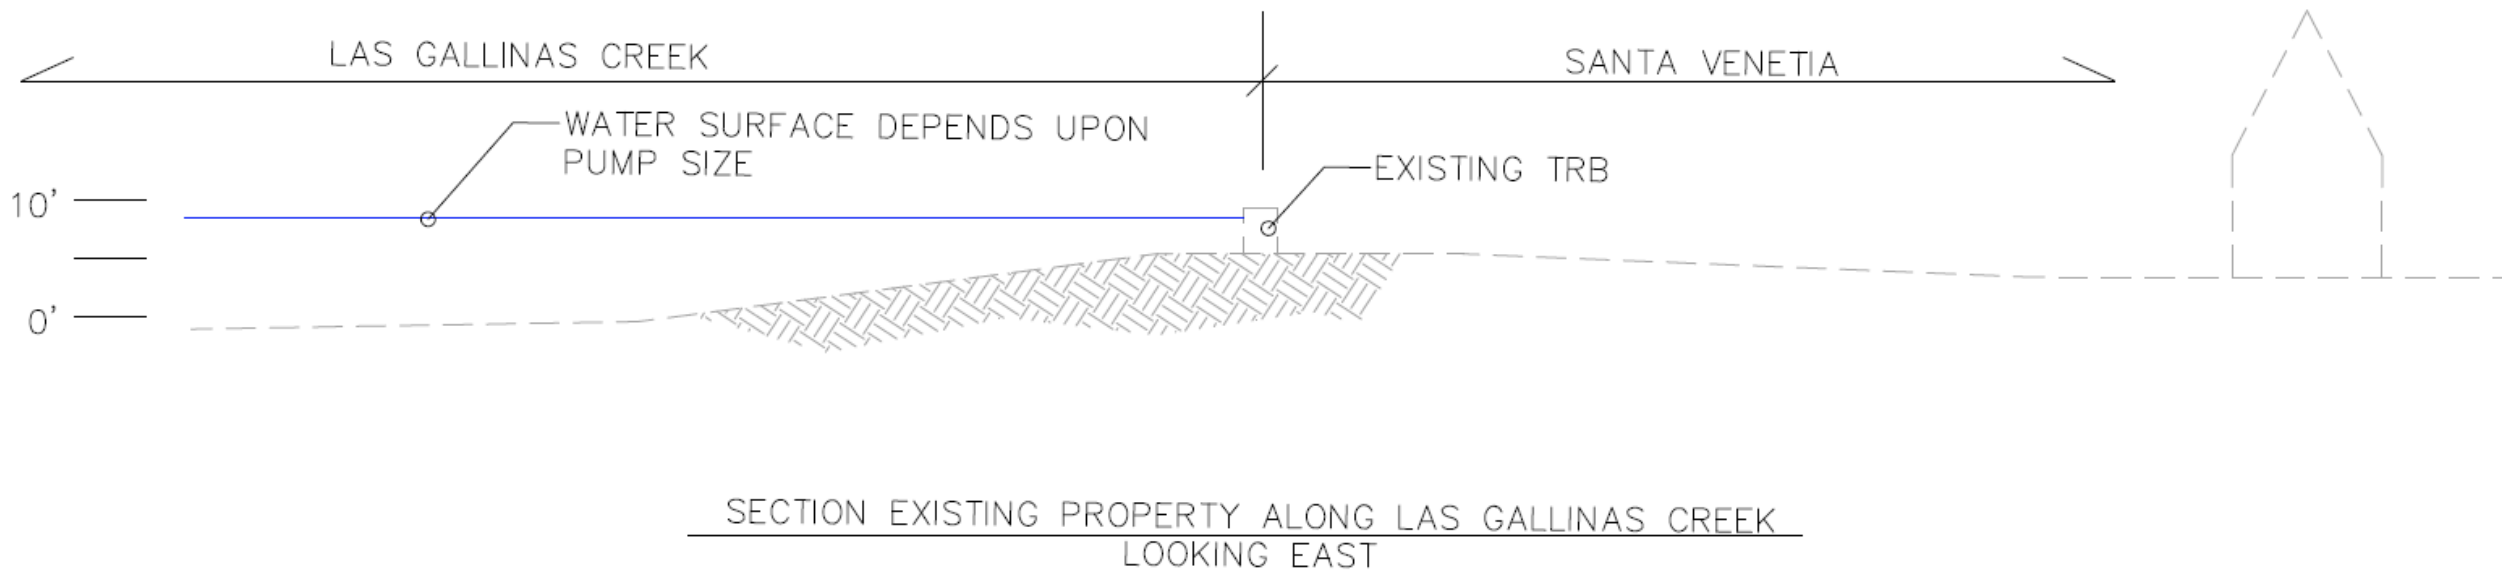 LAS GALLINAS CREEK
SANTA VENETIA
WATER SURFACE DEPENDS UPON
PUMP SIZE
EXISTING TRB
10'
0'
SECTION EXISTING PROPERTY ALONG LAS GALLINAS CREEK
LOOKING EAST